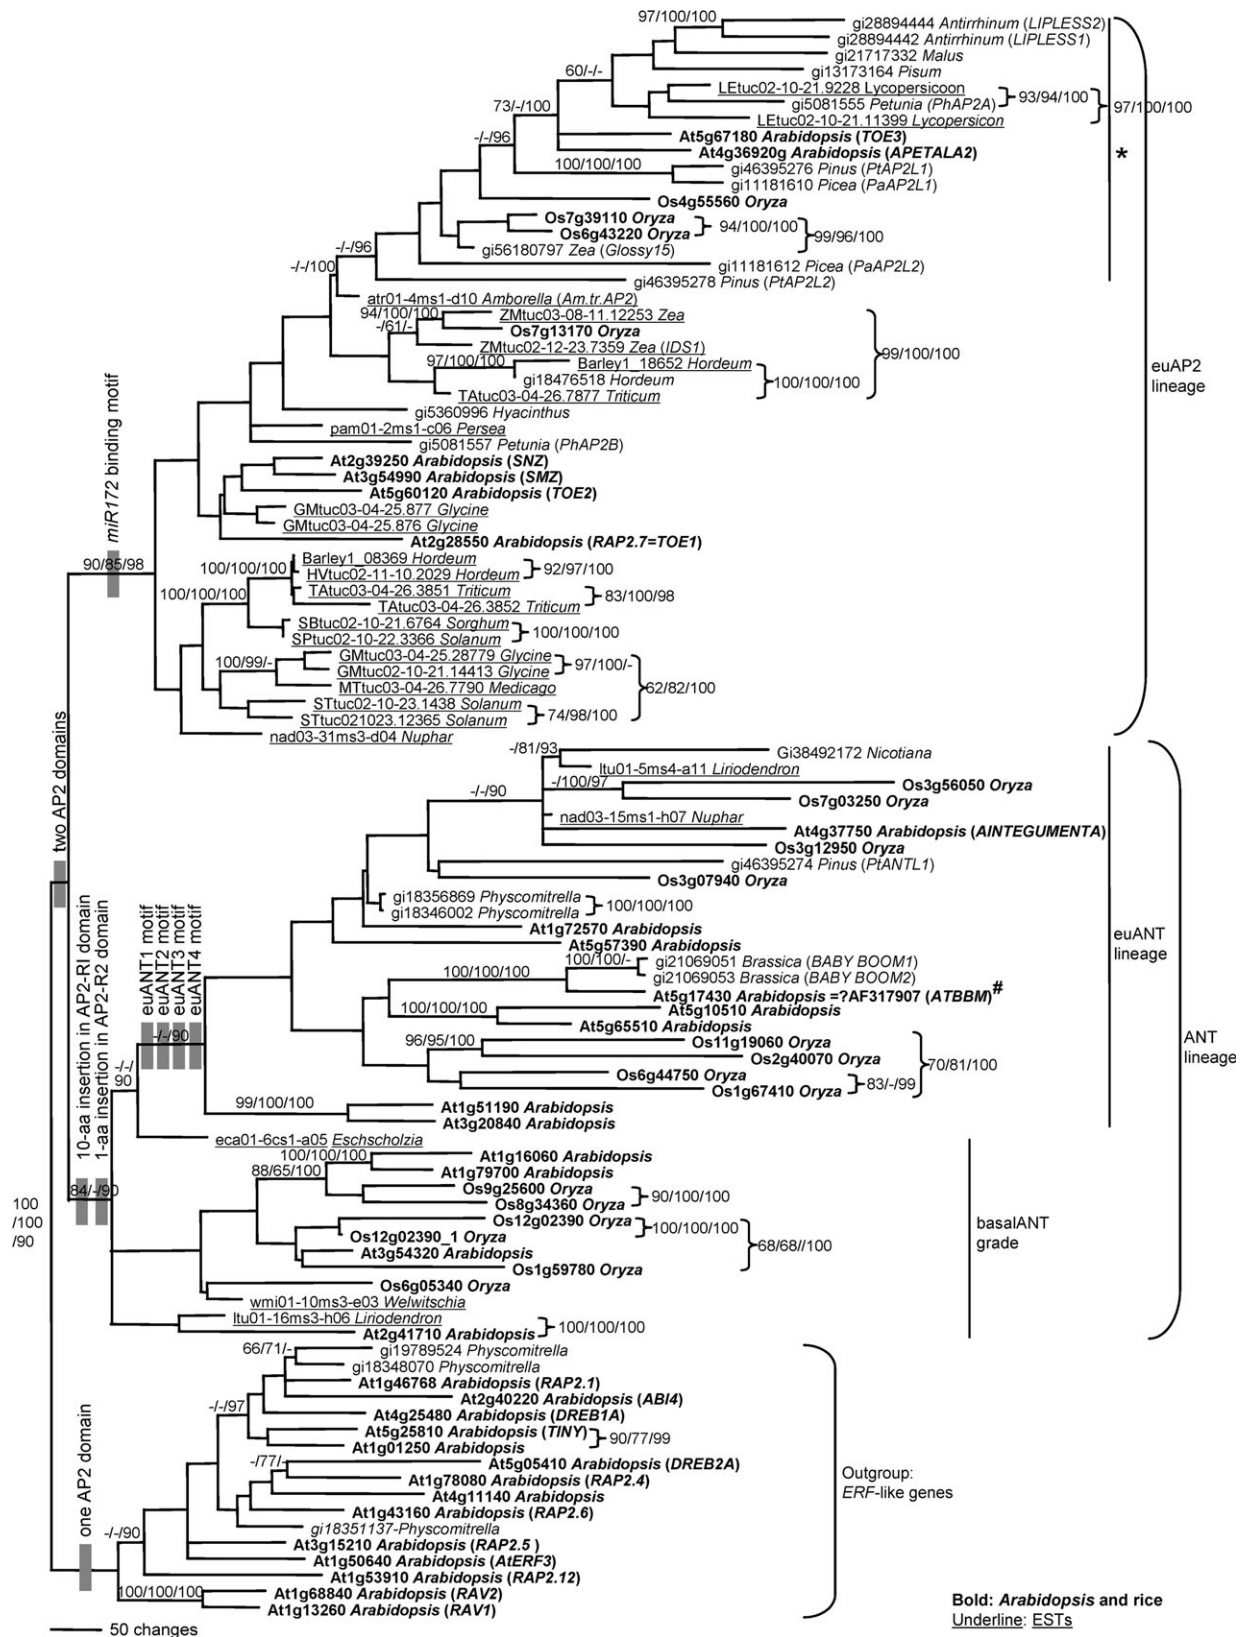 97/100/100
gi28894444 Antirrhinum (LIPLESS2)
gi28894442 Antirrhinum (LIPLESS1)
gi21717332 Malus
gi13173164 Pisum
60/-/-
LEtuc02-10-21.9228 Lycopersicoon
93/94/100
gi5081555 Petunia (PhAP2A)
97/100/100
73/-/100
LEtuc02-10-21.11399 Lycopersicon
At5g67180 Arabidopsis (TOE3)
-/-/96
At4g36920g Arabidopsis (APETALA2)
*
100/100/100
gi46395276 Pinus (PtAP2L1)
gi11181610 Picea (PaAP2L1)
Os4g55560 Oryza
Os7g39110 Oryza
94/100/100
Os6g43220 Oryza
99/96/100
-/-/96
gi56180797 Zea (Glossy15)
-/-/100
gi11181612 Picea (PaAP2L2)
gi46395278 Pinus (PtAP2L2)
atr01-4ms1-d10 Amborella (Am.tr.AP2)
94/100/100
ZMtuc03-08-11.12253 Zea
-/61/-
Os7g13170 Oryza
ZMtuc02-12-23.7359 Zea (IDS1)
99/100/100
97/100/100
Barley1_18652 Hordeum
gi18476518 Hordeum
100/100/100
TAtuc03-04-26.7877 Triticum
euAP2
lineage
gi5360996 Hyacinthus
pam01-2ms1-c06 Persea
gi5081557 Petunia (PhAP2B)
At2g39250 Arabidopsis (SNZ)
At3g54990 Arabidopsis (SMZ)
At5g60120 Arabidopsis (TOE2)
GMtuc03-04-25.877 Glycine
GMtuc03-04-25.876 Glycine
At2g28550 Arabidopsis (RAP2.7=TOE1)
miR172 binding motif
90/85/98
Barley1_08369 Hordeum
100/100/100
92/97/100
HVtuc02-11-10.2029 Hordeum
100/100/100
TAtuc03-04-26.3851 Triticum
83/100/98
TAtuc03-04-26.3852 Triticum
SBtuc02-10-21.6764 Sorghum
100/100/100
SPtuc02-10-22.3366 Solanum
100/99/-
GMtuc03-04-25.28779 Glycine
97/100/-
GMtuc02-10-21.14413 Glycine
MTtuc03-04-26.7790 Medicago
62/82/100
STtuc02-10-23.1438 Solanum
74/98/100
STtuc021023.12365 Solanum
nad03-31ms3-d04 Nuphar
two AP2 domains
-/81/93
Gi38492172 Nicotiana
ltu01-5ms4-a11 Liriodendron
-/100/97
Os3g56050 Oryza
-/-/90
Os7g03250 Oryza
nad03-15ms1-h07 Nuphar
At4g37750 Arabidopsis (AINTEGUMENTA)
Os3g12950 Oryza
gi46395274 Pinus (PtANTL1)
Os3g07940 Oryza
gi18356869 Physcomitrella
100/100/100
gi18346002 Physcomitrella
At1g72570 Arabidopsis
euANT
lineage
At5g57390 Arabidopsis
10-aa insertion in AP2-RI domain
1-aa insertion in AP2-R2 domain
euANT1 motif
euANT2 motif
euANT3 motif
euANT4 motif
100/100/-
gi21069051 Brassica (BABY BOOM1)
100/100/100
gi21069053 Brassica (BABY BOOM2)
At5g17430 Arabidopsis =?AF317907 (ATBBM)#
100/100/100
At5g10510 Arabidopsis
At5g65510 Arabidopsis
-/-/90
96/95/100
Os11g19060 Oryza
Os2g40070 Oryza
ANT
lineage
70/81/100
-/-/
90
Os6g44750 Oryza
83/-/99
Os1g67410 Oryza
99/100/100
At1g51190 Arabidopsis
At3g20840 Arabidopsis
eca01-6cs1-a05 Eschscholzia
100/100/100
At1g16060 Arabidopsis
88/65/100
At1g79700 Arabidopsis
84/-/90
Os9g25600 Oryza
90/100/100
Os8g34360 Oryza
100
/100
/90
Os12g02390 Oryza
100/100/100
Os12g02390_1 Oryza
basalANT
grade
68/68//100
At3g54320 Arabidopsis
Os1g59780 Oryza
Os6g05340 Oryza
wmi01-10ms3-e03 Welwitschia
ltu01-16ms3-h06 Liriodendron
100/100/100
At2g41710 Arabidopsis
66/71/-
gi19789524 Physcomitrella
gi18348070 Physcomitrella
At1g46768 Arabidopsis (RAP2.1)
At2g40220 Arabidopsis (ABI4)
-/-/97
At4g25480 Arabidopsis (DREB1A)
At5g25810 Arabidopsis (TINY)
90/77/99
At1g01250 Arabidopsis
-/77/-
At5g05410 Arabidopsis (DREB2A)
At1g78080 Arabidopsis (RAP2.4)
Outgroup:
ERF-like genes
At4g11140 Arabidopsis
At1g43160 Arabidopsis (RAP2.6)
gi18351137-Physcomitrella
one AP2 domain
-/-/90
At3g15210 Arabidopsis (RAP2.5 )
At1g50640 Arabidopsis (AtERF3)
At1g53910 Arabidopsis (RAP2.12)
100/100/100
At1g68840 Arabidopsis (RAV2)
At1g13260 Arabidopsis (RAV1)
Bold: Arabidopsis and rice
Underline: ESTs
50 changes